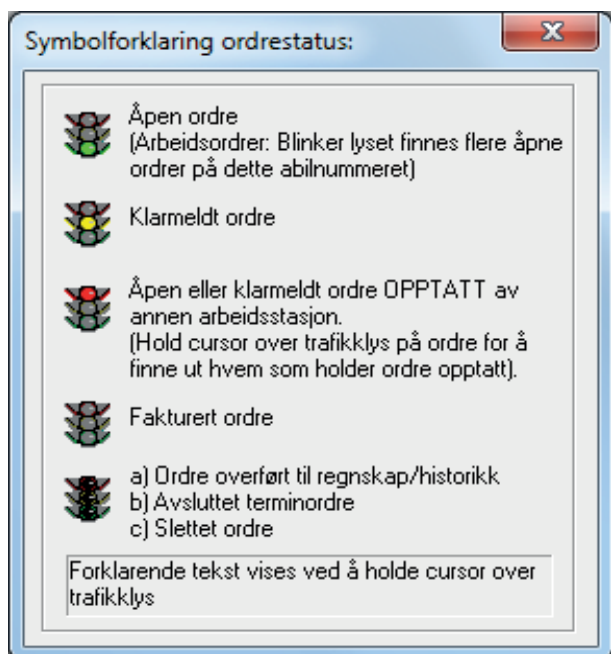 Symbolforklaring ordrestatus:
Åpen ordre
(Arbeidsordrer: Blinker lyset finnes flere åpne
ordrer på dette abilnummeret)
Klarmeldt ordre
Åpen eller klarmeldt ordre OPPTATT av
annen arbeidsstasjon.
(Hold cursor over trafikklys på ordre for å
finne ut hvem som holder ordre opptatt).
Fakturert ordre
a) Ordre overført til regnskap/historikk
b) Avsluttet terminordre
c) Slettet ordre
Forklarende tekst vises ved å holde cursor over
trafikklys